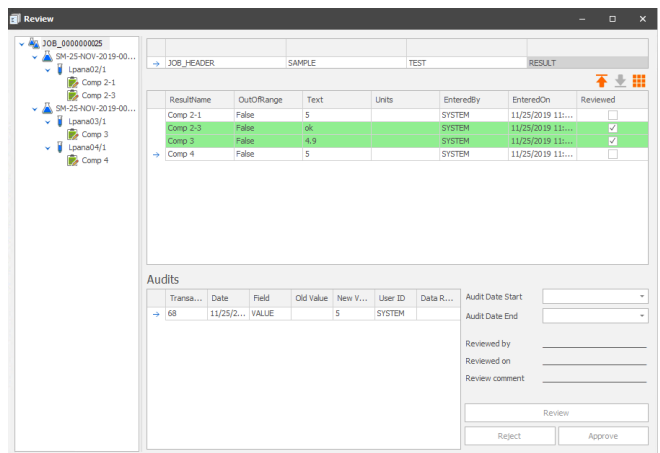 Review
JOB_0000000025
SM-25-NOV-2019-00...
Lpana02/1
Comp 2-1
Comp 2-3
SM-25-NOV-2019-00...
Lpana03/1
Comp 3
Lpana04/1
Comp 4
JOB_HEADER SAMPLE TEST RESULT
ResultName OutOfRange Text Units EnteredBy EnteredOn Reviewed
Comp 2-1 False 5 SYSTEM 11/25/2019 11:...
Comp 2-3 False ok SYSTEM 11/25/2019 11:...
Comp 3 False 4.9 SYSTEM 11/25/2019 11:...
Comp 4 False 5 SYSTEM 11/25/2019 11:...
Audits
Transa... Date Field Old Value New V... User ID Data R...
68 11/25/2... VALUE 5 SYSTEM
Audit Date Start
Audit Date End
Reviewed by
Reviewed on
Review comment
Review
Reject Approve